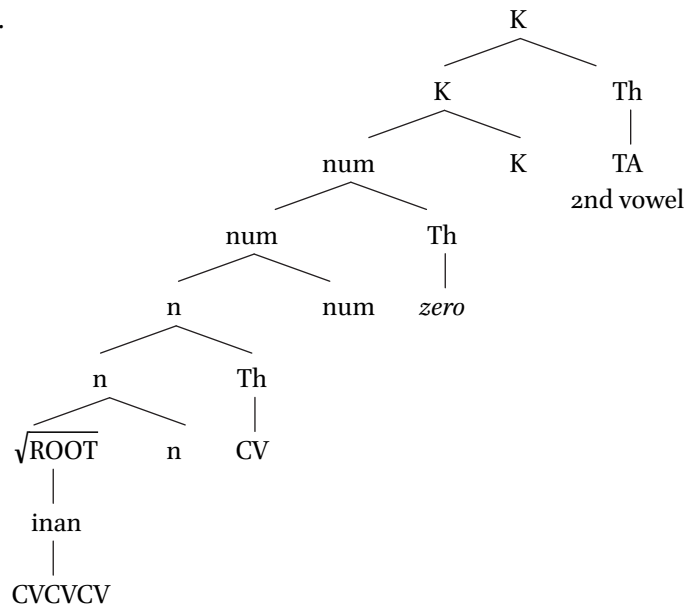 K
K Th
num K TA
2nd vowel
num Th
n num zero
n Th
√ROOT n CV
inan
CVCVCV